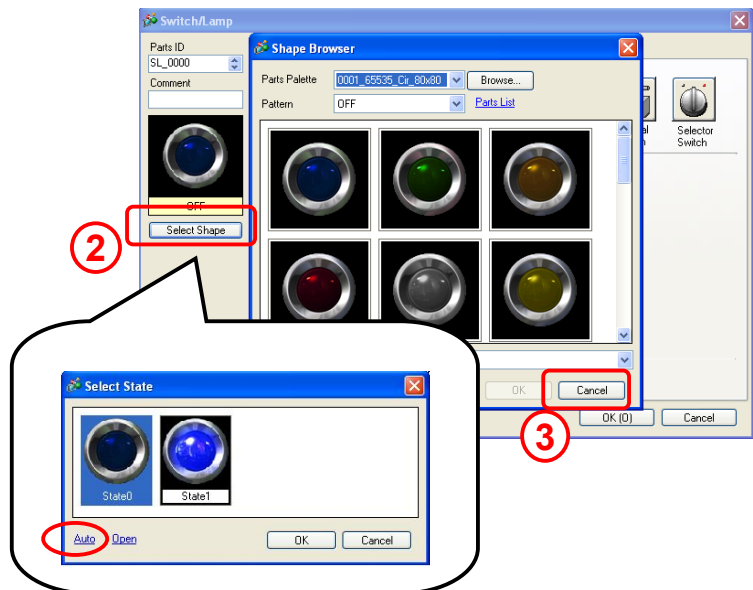 Switch/Lamp
Parts ID
SL_0000
Comment
OFF
Select Shape
2
Shape Browser
Parts Palette 0001_65535_Cir_80x80 Browse...
Pattern OFF Parts List
OK Cancel
3
Selector
Switch
OK (O) Cancel
Select State
State0 State1
Auto Open OK Cancel